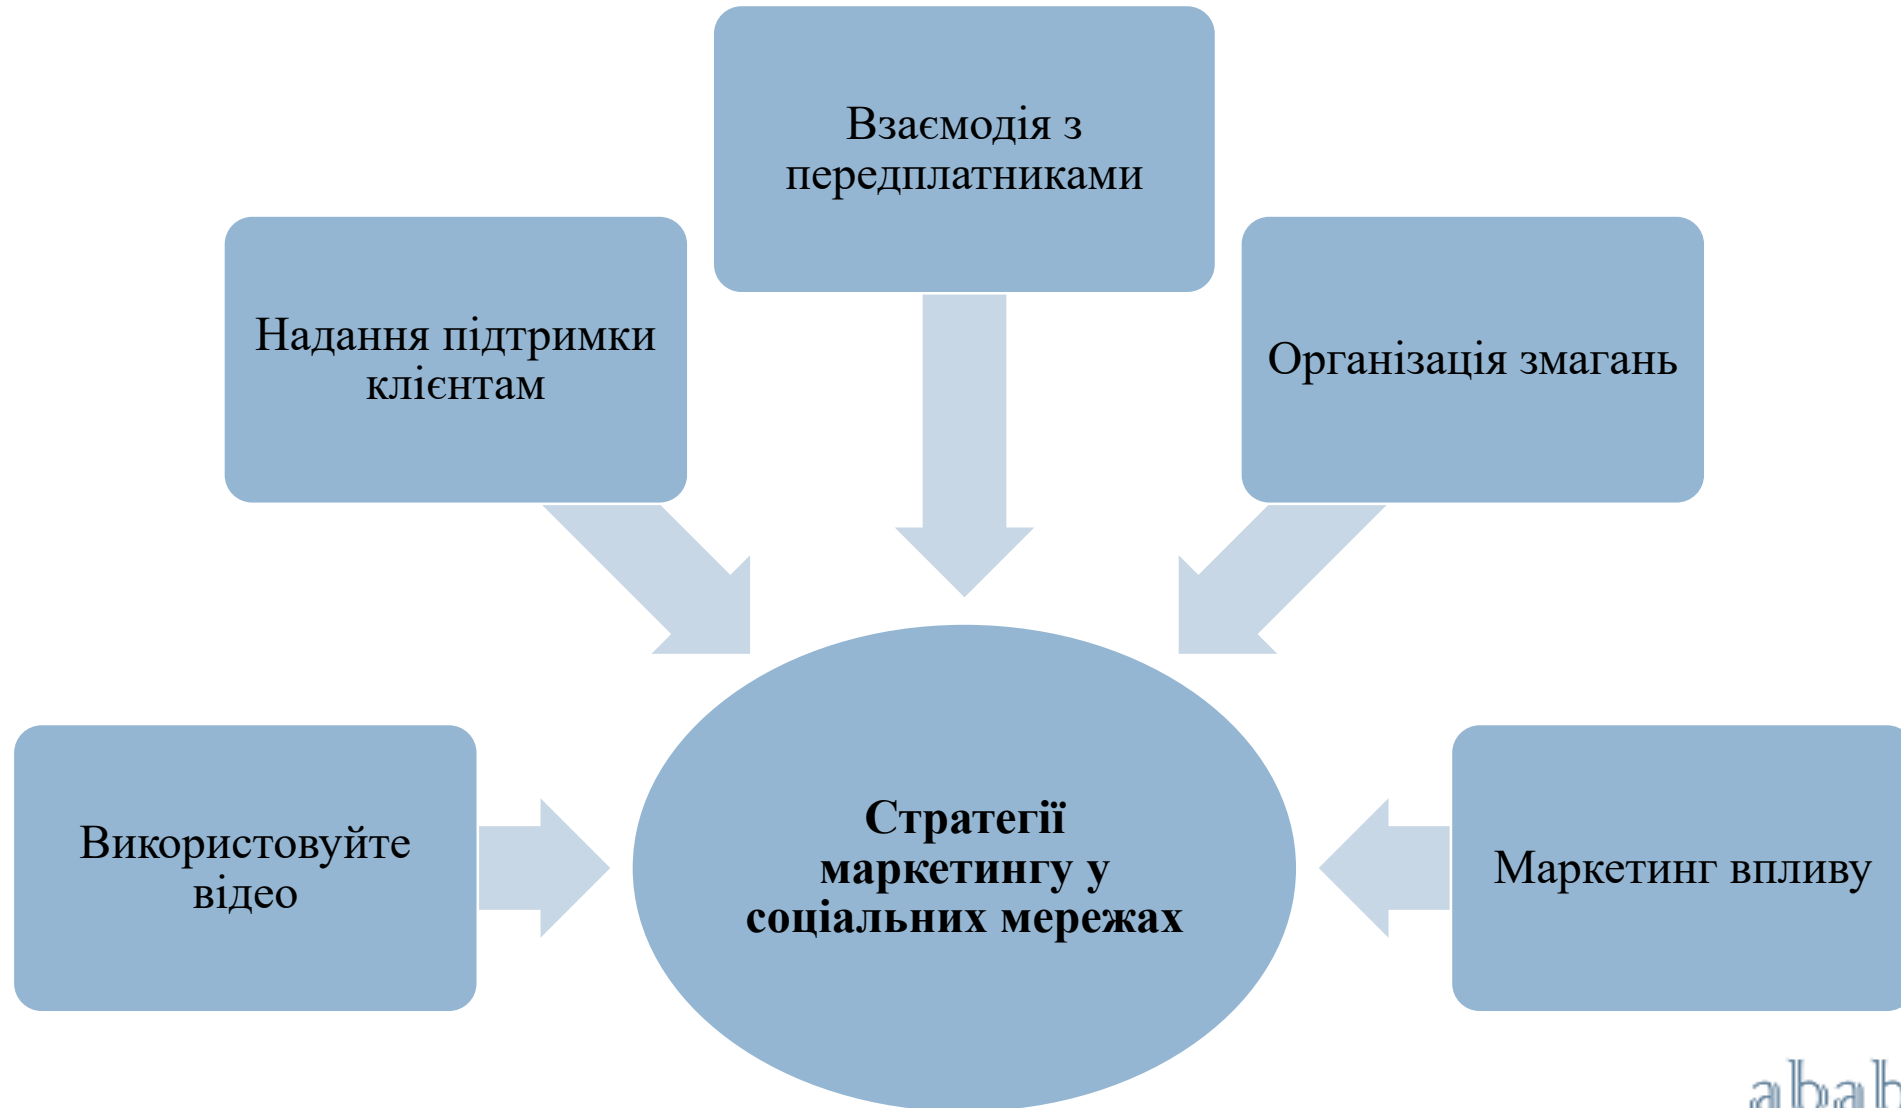 Взаємодія з
передплатниками
Надання підтримки
клієнтам
Організація змагань
Використовуйте
відео
Стратегії
маркетингу у
соціальних мережах
Маркетинг впливу